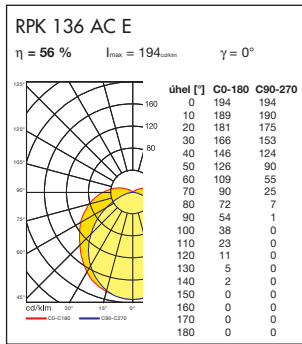 RPK 136 AC E
η = 56 % Imax = 194cd/klm γ = 0°
135°
120°
105°
90°
75°
60°
45°
160
120
80
cd/klm 30° 15° 0°
C0-C180 C90-C270
úhel [°] C0-180 C90-270
0 194 194
10 189 190
20 181 175
30 166 153
40 146 124
50 126 90
60 109 55
70 90 25
80 72 7
90 54 1
100 38 0
110 23 0
120 11 0
130 5 0
140 2 0
150 0 0
160 0 0
170 0 0
180 0 0